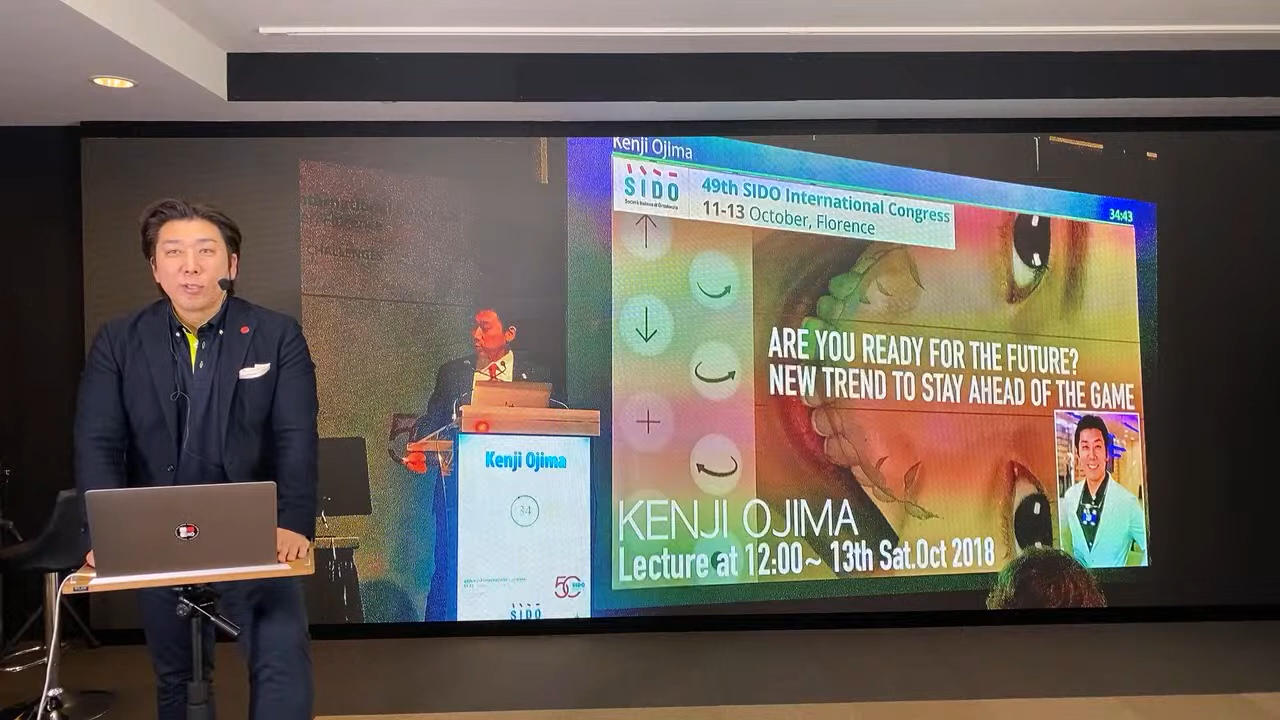 Kenji Ojima
SIDO
49th SIDO International Congress
11-13 October, Florence
34:43
ARE YOU READY FOR THE FUTURE?
NEW TREND TO STAY AHEAD OF THE GAME
Kenji Ojima
34
KENJI OJIMA
Lecture at 12:00~ 13th Sat.Oct 2018
50
SIDO
SIDO